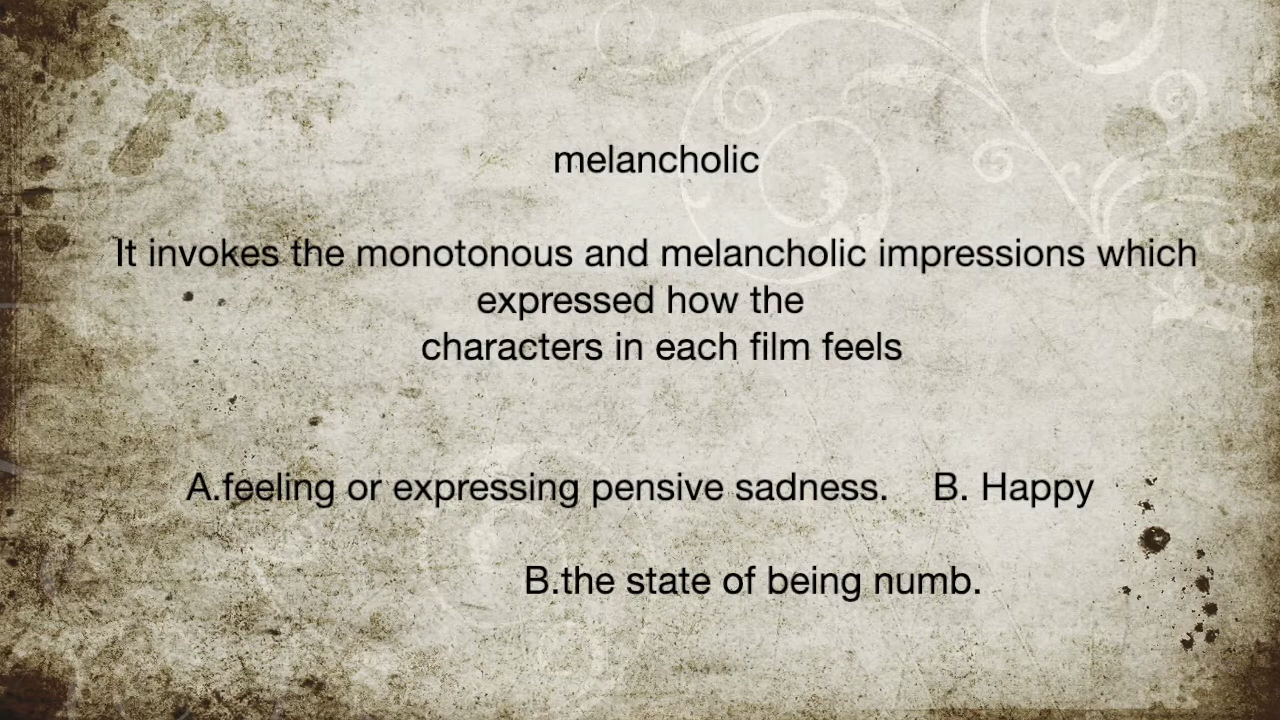 melancholic
It invokes the monotonous and melancholic impressions which
expressed how the
characters in each film feels
A.feeling or expressing pensive sadness. B. Happy
B.the state of being numb.